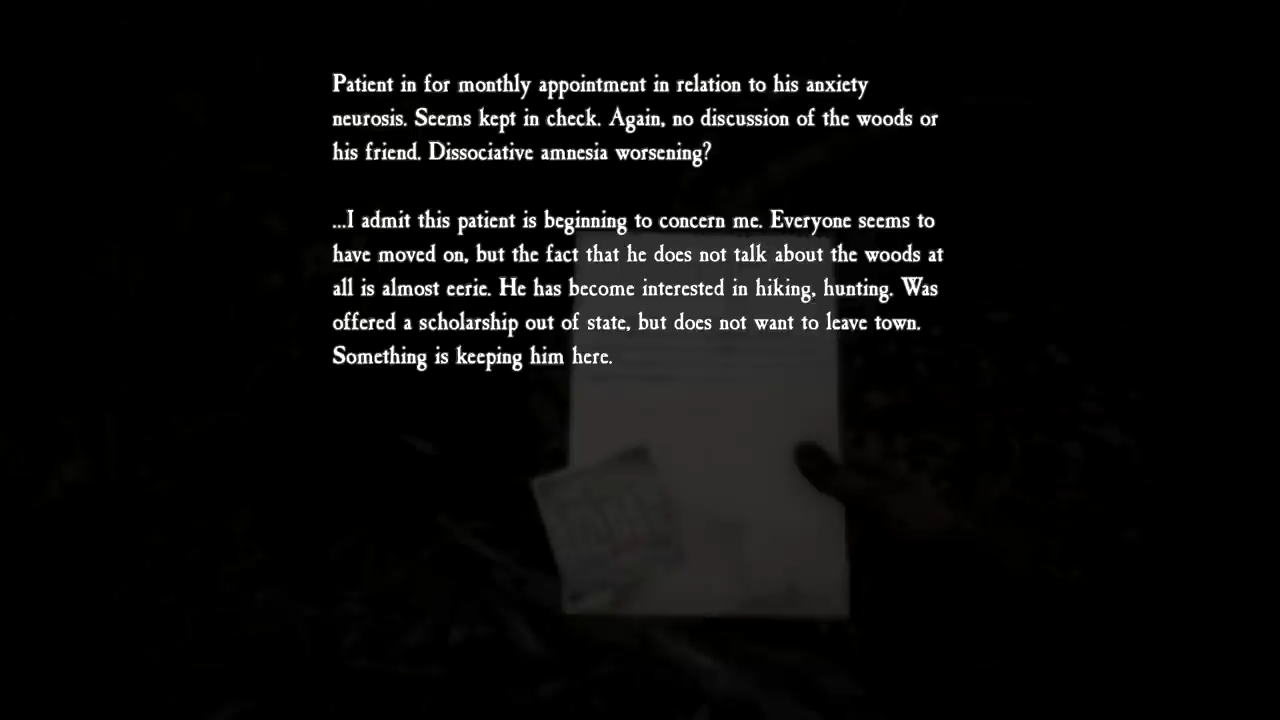 Patient in for monthly appointment in relation to his anxiety
neurosis. Seems kept in check. Again, no discussion of the woods or
his friend. Dissociative amnesia worsening?
...I admit this patient is beginning to concern me. Everyone seems to
have moved on, but the fact that he does not talk about the woods at
all is almost eerie. He has become interested in hiking, hunting. Was
offered a scholarship out of state, but does not want to leave town.
Something is keeping him here.